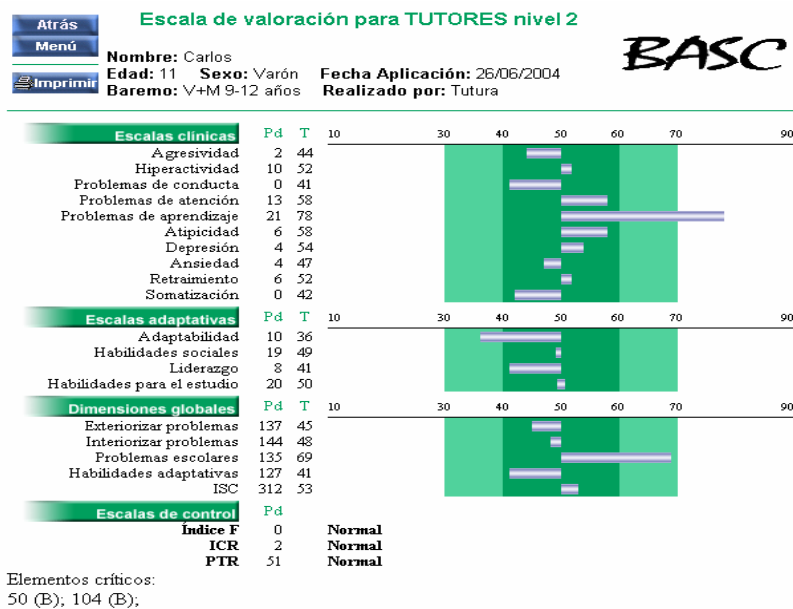 Atrás
Menú
Imprimir
Escala de valoración para TUTORES nivel 2
BASC
Nombre: Carlos
Edad: 11 Sexo: Varón Fecha Aplicación: 26/06/2004
Baremo: V+M 9-12 años Realizado por: Tutura
Escalas clínicas Pd T 10 30 40 50 60 70 90
Agresividad 2 44
Hiperactividad 10 52
Problemas de conducta 0 41
Problemas de atención 13 58
Problemas de aprendizaje 21 78
Atipicidad 6 58
Depresión 4 54
Ansiedad 4 47
Retraimiento 6 52
Somatización 0 42
Escalas adaptativas Pd T 10 30 40 50 60 70 90
Adaptabilidad 10 36
Habilidades sociales 19 49
Liderazgo 8 41
Habilidades para el estudio 20 50
Dimensiones globales Pd T 10 30 40 50 60 70 90
Exteriorizar problemas 137 45
Interiorizar problemas 144 48
Problemas escolares 135 69
Habilidades adaptativas 127 41
ISC 312 53
Escalas de control Pd
Índice F 0 Normal
ICR 2 Normal
PTR 51 Normal
Elementos críticos:
50 (B); 104 (B);